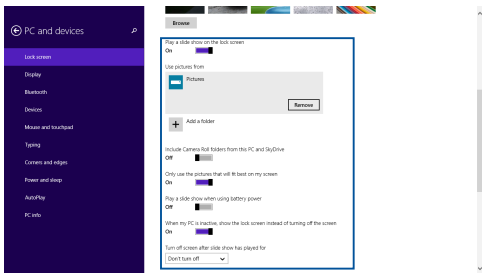 PC and devices
Lock screen
Display
Bluetooth
Devices
Mouse and touchpad
Typing
Corners and edges
Power and sleep
AutoPlay
PC info
Browse
Play a slide show on the lock screen
On
Use pictures from
Pictures
Remove
Add a folder
Include Camera Roll folders from this PC and SkyDrive
Off
Only use the pictures that will fit best on my screen
On
Play a slide show when using battery power
Off
When my PC is inactive, show the lock screen instead of turning off the screen
On
Turn off screen after slide show has played for
Don't turn off